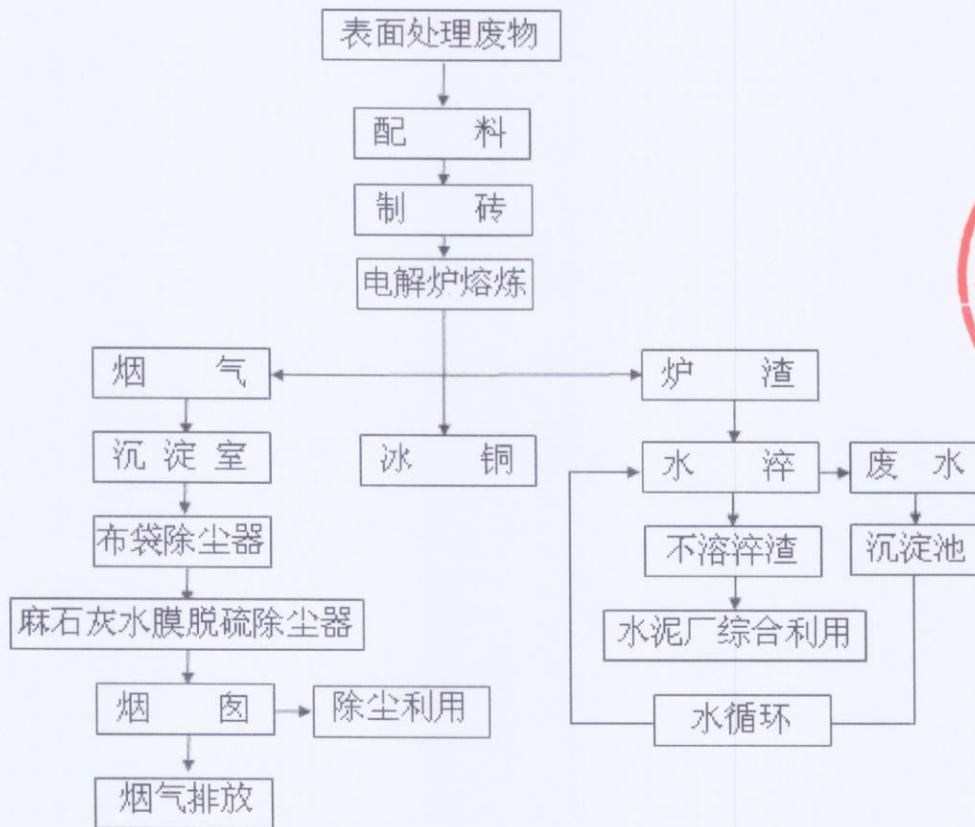 表面处理废物
配 料
制 砖
电解炉熔炼
烟 气
炉 渣
沉淀室
冰 铜
水 淬
废 水
布袋除尘器
不溶淬渣
沉淀池
麻石灰水膜脱硫除尘器
水泥厂综合利用
烟 囱
除尘利用
水循环
烟气排放